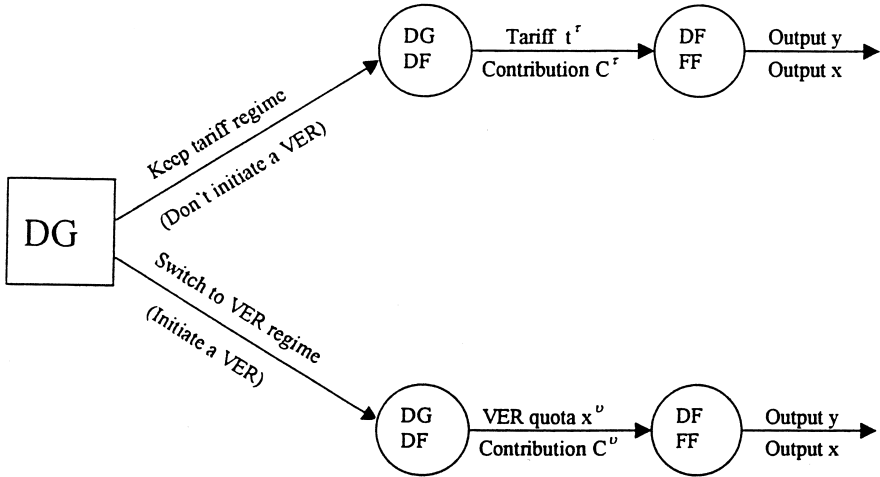 DG
DF
Tariff t^τ
Contribution C^τ
DF
FF
Output y
Output x
Keep tariff regime
(Don`t initiate a VER)
DG
Switch to VER regime
(Initiate a VER)
DG
DF
VER quota x^υ
Contribution C^υ
DF
FF
Output y
Output x